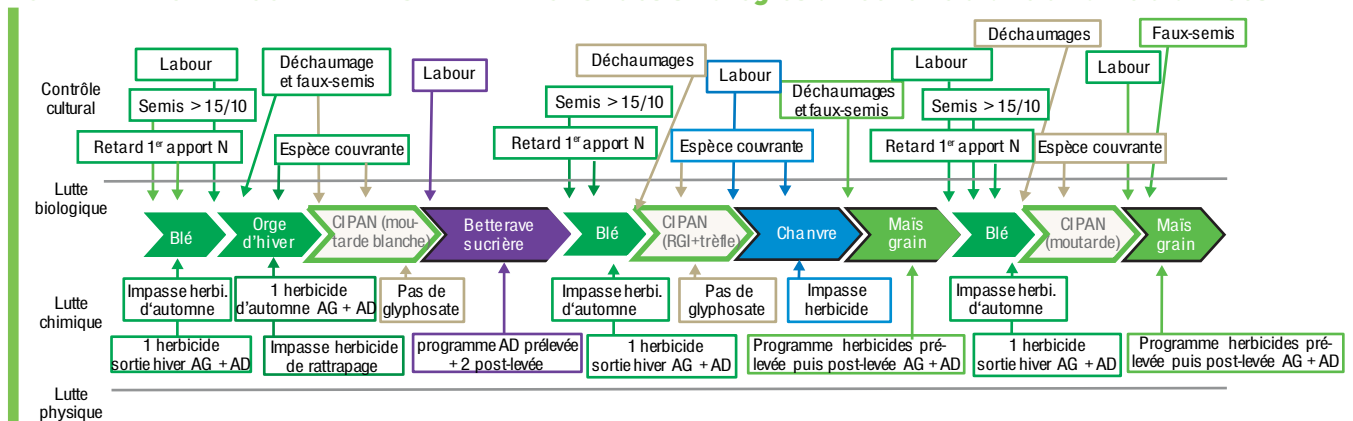 Labour
Déchaumage
et faux-semis
Labour
Déchaumages
Labour
Déchaumages
et faux-semis
Labour
Déchaumages
Faux-semis
Labour
Contrôle
cultural
Semis > 15/10
Semis > 15/10
Semis > 15/10
Retard 1er apport N
Espèce couvrante
Retard 1er apport N
Espèce couvrante
Retard 1er apport N
Espèce couvrante
Lutte
biologique
Blé
Orge
d'hiver
CIPAN (mou-
tarde blanche)
Betterave
sucrière
Blé
CIPAN
(RGI+trèfle)
Chanvre
Maïs
grain
Blé
CIPAN
(moutarde)
Maïs
grain
Lutte
chimique
Impasse herbi.
d'automne
1 herbicide
d'automne AG + AD
Pas de
glyphosate
Impasse herbi.
d'automne
Pas de
glyphosate
Impasse
herbicide
Impasse herbi.
d'automne
1 herbicide
sortie hiver AG + AD
Impasse herbicide
de rattrapage
programme AD prélevée
+ 2 post-levée
1 herbicide
sortie hiver AG + AD
Programme herbicides pré-
levée puis post-levée AG + AD
1 herbicide
sortie hiver AG + AD
Programme herbicides pré-
levée puis post-levée AG + AD
Lutte
physique